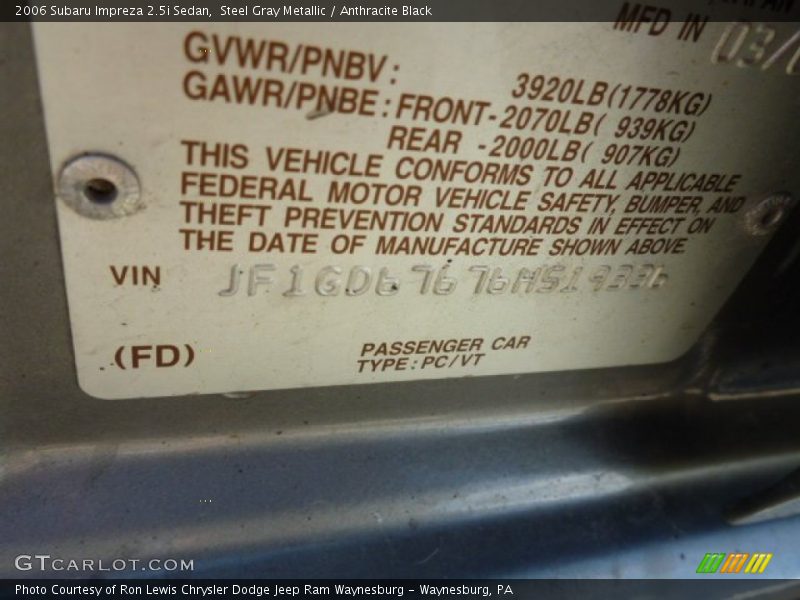 2006 Subaru Impreza 2.5i Sedan,  Steel Gray Metallic / Anthracite Black
MFD IN 03/
GVWR/PNBV: 3920LB(1778KG)
GAWR/PNBE: FRONT-2070LB( 939KG)
REAR -2000LB( 907KG)
THIS VEHICLE CONFORMS TO ALL APPLICABLE
FEDERAL MOTOR VEHICLE SAFETY, BUMPER, AND
THEFT PREVENTION STANDARDS IN EFFECT ON
THE DATE OF MANUFACTURE SHOWN ABOVE.
VIN JF1GD67676H519336
(FD)
PASSENGER CAR
TYPE: PC/VT
GTCARLOT.COM
Photo Courtesy of Ron Lewis Chrysler Dodge Jeep Ram Waynesburg - Waynesburg, PA